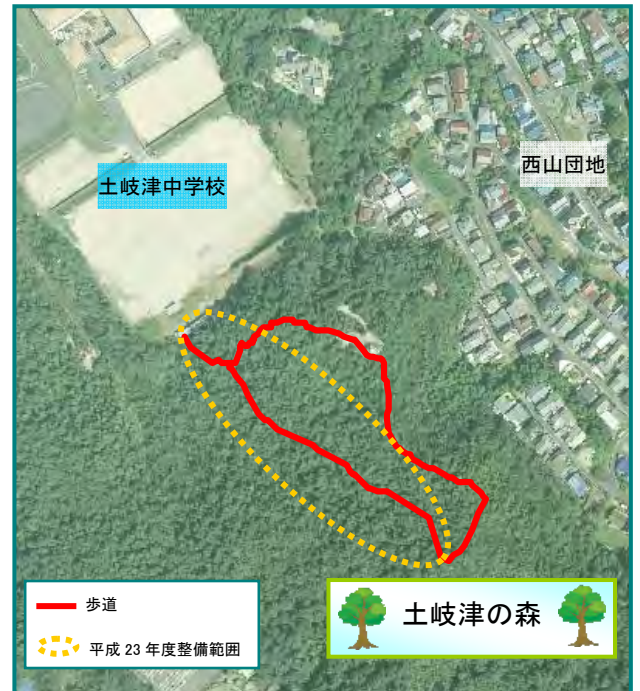 西山団地
土岐津中学校
歩道
平成 23 年度整備範囲
土岐津の森